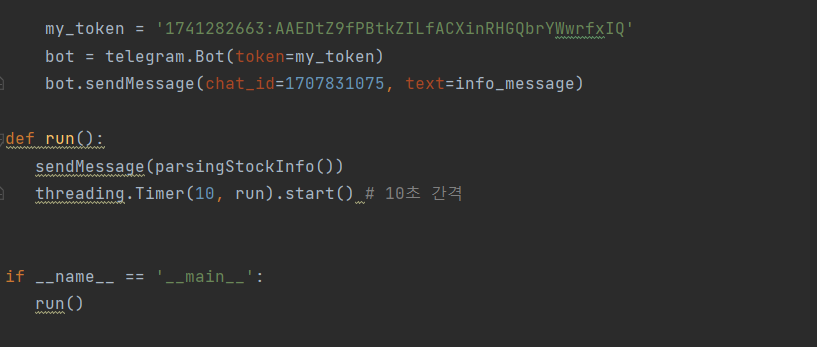 my_token = '1741282663:AAEDtZ9fPBtkZILfACXinRHGQbrYWwrfxIQ'
bot = telegram.Bot(token=my_token)
bot.sendMessage(chat_id=1707831075, text=info_message)
def run():
sendMessage(parsingStockInfo())
threading.Timer(10, run).start() # 10초 간격
if __name__ == '__main__':
run()